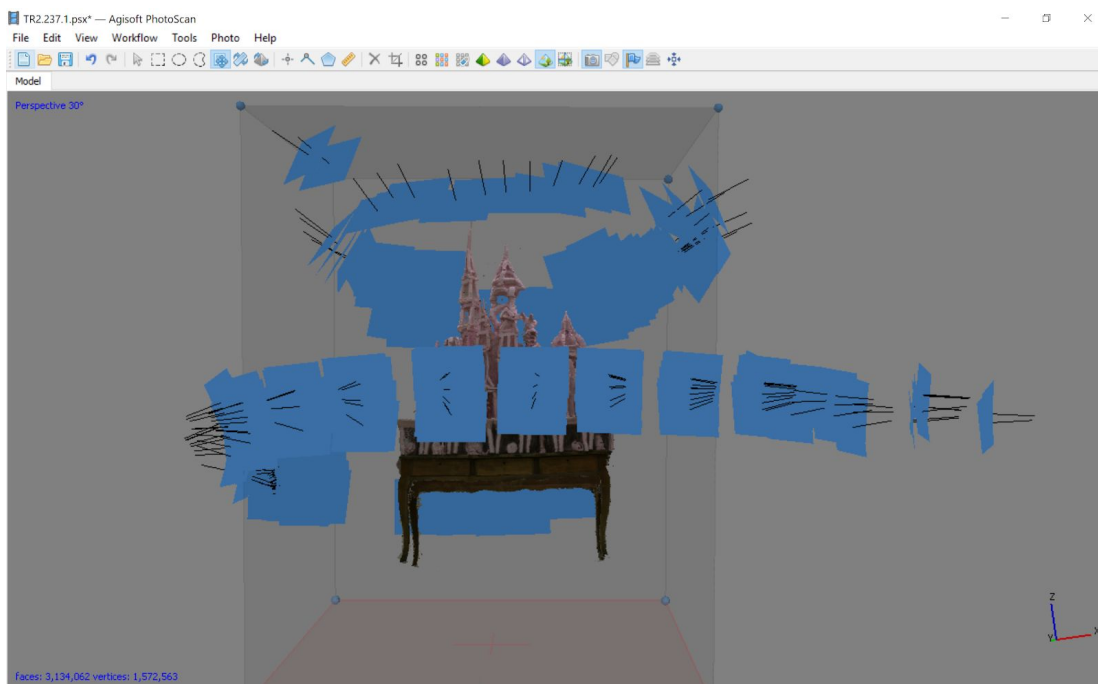 TR2.237.1.psx* — Agisoft PhotoScan
File Edit View Workflow Tools Photo Help
Model
Perspective 30°
Z
Y
X
faces: 3,134,062 vertices: 1,572,563